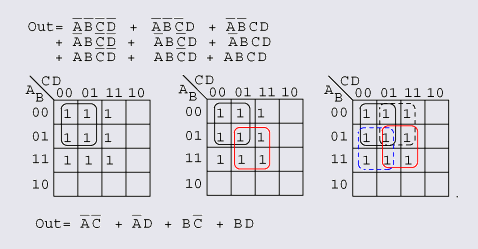 Out= A̅B̅C̅D̅ + A̅B̅C̅D + A̅B̅CD
+ A̅BC̅D̅ + A̅BC̅D + A̅BCD
+ ABC̅D̅ + ABC̅D + ABCD
CD
A B 00 01 11 10
00 1 1 1
01 1 1 1
11 1 1 1
10
CD
A B 00 01 11 10
00 1 1 1
01 1 1 1
11 1 1 1
10
CD
A B 00 01 11 10
00 1 1 1
01 1 1 1
11 1 1 1
10
Out= A̅C̅ + A̅D + BC̅ + BD